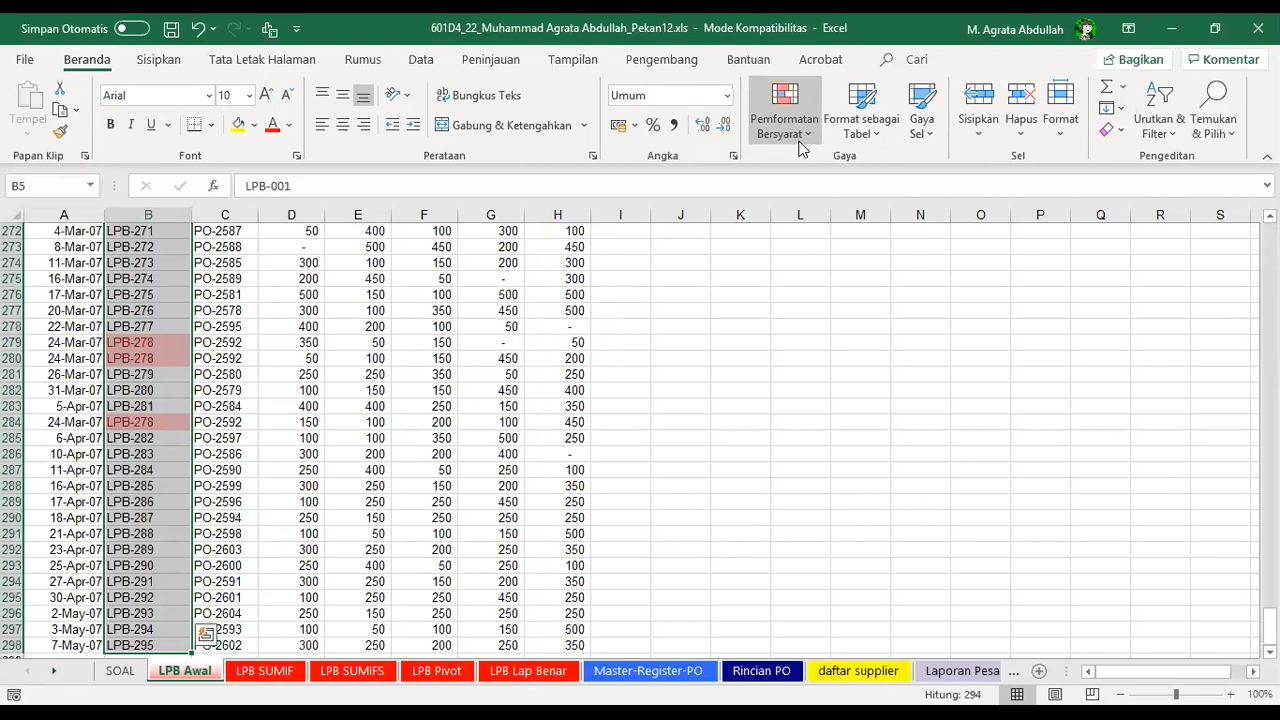 Simpan Otomatis 601D4_22_Muhammad Agrata Abdullah_Pekan12.xls - Mode Kompatibilitas - Excel M. Agrata Abdullah
File Beranda Sisipkan Tata Letak Halaman Rumus Data Peninjauan Tampilan Pengembang Bantuan Acrobat Cari Bagikan Komentar
Tempel Arial 10 Bungkus Teks Umum Pemformatan Bersyarat Format sebagai Tabel Gaya Sel Sisipkan Hapus Format Urutkan & Filter Temukan & Pilih
B I U Gabung & Ketengahkan
Papan Klip Font Perataan Angka Gaya Sel Pengeditan
B5 fx LPB-001
A B C D E F G H I J K L M N O P Q R S
272 4-Mar-07 LPB-271 PO-2587 50 400 100 300 100
273 8-Mar-07 LPB-272 PO-2588 - 500 450 200 450
274 11-Mar-07 LPB-273 PO-2585 300 100 150 200 300
275 16-Mar-07 LPB-274 PO-2589 200 450 50 - 300
276 17-Mar-07 LPB-275 PO-2581 500 150 100 500 500
277 20-Mar-07 LPB-276 PO-2578 300 100 350 450 500
278 22-Mar-07 LPB-277 PO-2595 400 200 100 50 -
279 24-Mar-07 LPB-278 PO-2592 350 50 150 - 50
280 24-Mar-07 LPB-278 PO-2592 50 100 150 450 200
281 26-Mar-07 LPB-279 PO-2580 250 250 350 50 250
282 31-Mar-07 LPB-280 PO-2579 100 150 150 450 400
283 5-Apr-07 LPB-281 PO-2584 400 400 250 150 350
284 24-Mar-07 LPB-278 PO-2592 150 100 200 100 450
285 6-Apr-07 LPB-282 PO-2597 100 100 350 500 250
286 10-Apr-07 LPB-283 PO-2586 300 200 200 400 -
287 11-Apr-07 LPB-284 PO-2590 250 400 50 250 100
288 16-Apr-07 LPB-285 PO-2599 300 250 150 200 350
289 17-Apr-07 LPB-286 PO-2596 100 250 250 450 250
290 18-Apr-07 LPB-287 PO-2594 250 150 250 250 250
291 21-Apr-07 LPB-288 PO-2598 100 50 100 150 500
292 23-Apr-07 LPB-289 PO-2603 300 250 200 250 350
293 25-Apr-07 LPB-290 PO-2600 250 400 50 250 100
294 27-Apr-07 LPB-291 PO-2591 300 250 150 200 350
295 30-Apr-07 LPB-292 PO-2601 100 250 250 450 250
296 2-May-07 LPB-293 PO-2604 250 150 250 250 250
297 3-May-07 LPB-294 2593 100 50 100 150 500
298 7-May-07 LPB-295 PO-2602 300 250 200 250 350
SOAL LPB Awal LPB SUMIF LPB SUMIFS LPB Pivot LPB Lap Benar Master-Register-PO Rincian PO daftar supplier Laporan Pesa ...
Hitung: 294 100%